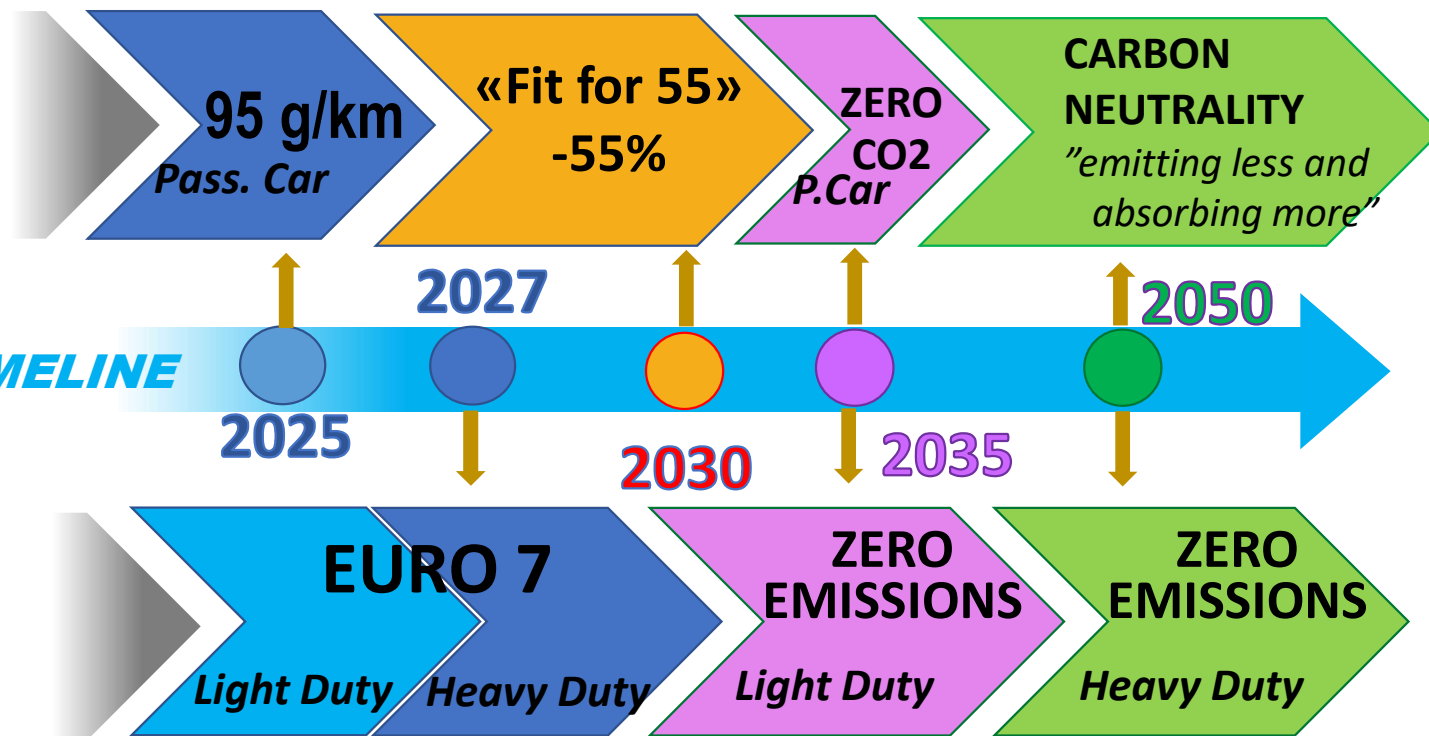 95 g/km
Pass. Car
«Fit for 55»
-55%
ZERO
CO2
P.Car
CARBON
NEUTRALITY
”emitting less and
absorbing more”
2027
2050
MELINE
2025
2030
2035
EURO 7
Light Duty
Heavy Duty
ZERO
EMISSIONS
Light Duty
ZERO
EMISSIONS
Heavy Duty